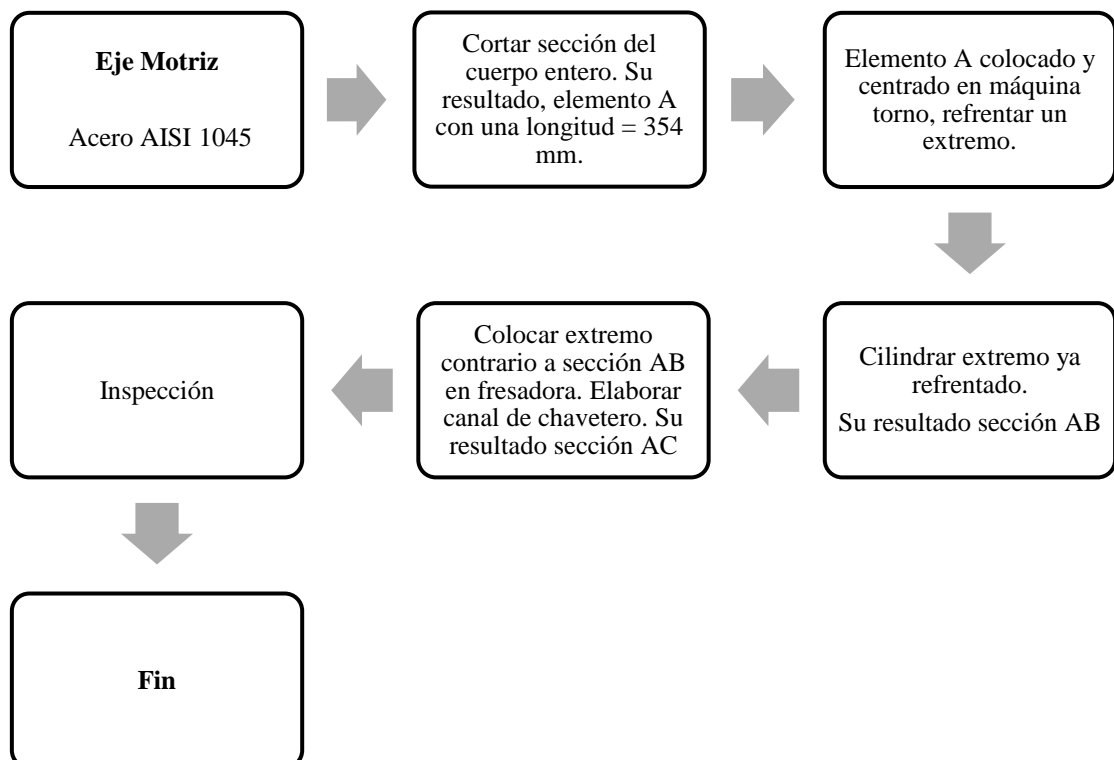 Eje Motriz
Acero AISI 1045
Cortar sección del
cuerpo entero. Su
resultado, elemento A
con una longitud = 354
mm.
Elemento A colocado y
centrado en máquina
torno, refrentar un
extremo.
Cilindrar extremo ya
refrentado.
Su resultado sección AB
Colocar extremo
contrario a sección AB
en fresadora. Elaborar
canal de chavetero. Su
resultado sección AC
Inspección
Fin